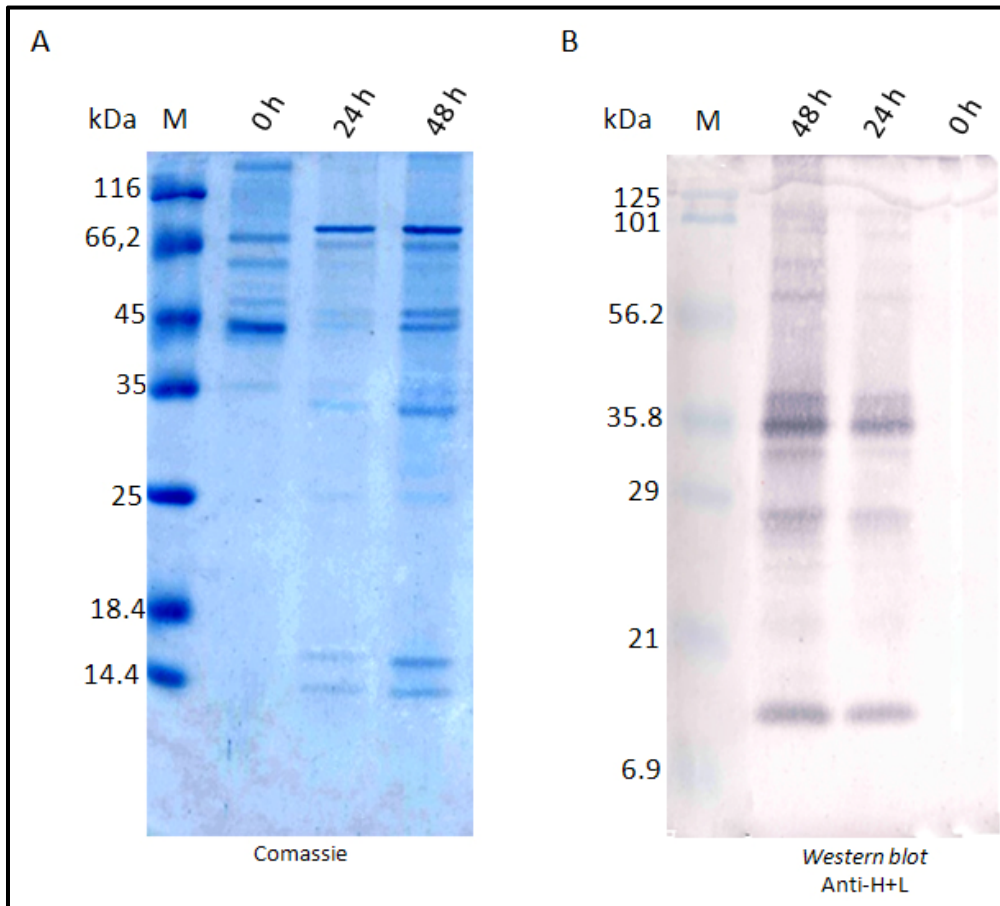 A
kDa M 0 h 24 h 48 h
116
66,2
45
35
25
18.4
14.4
Comassie
B
kDa M 48 h 24 h 0 h
125
101
56.2
35.8
29
21
6.9
Western blot
Anti-H+L